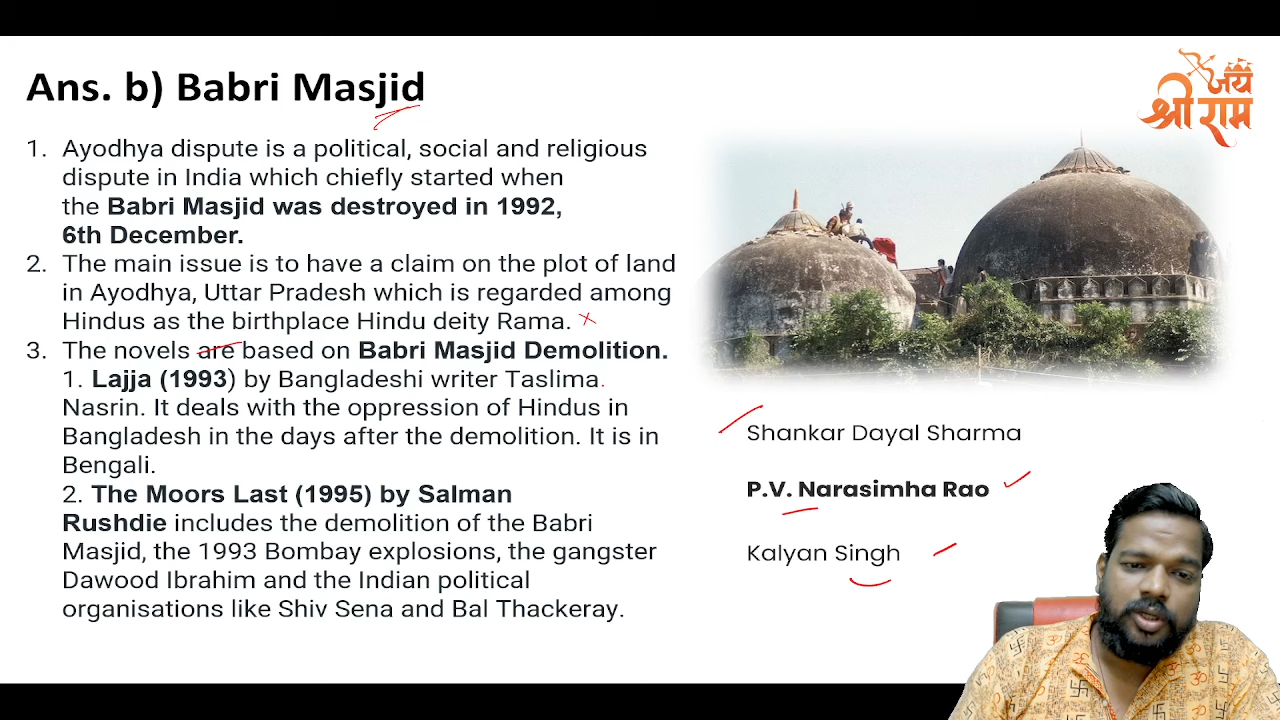 Ans. b) Babri Masjid
जय
श्री राम
1. Ayodhya dispute is a political, social and religious
dispute in India which chiefly started when
the Babri Masjid was destroyed in 1992,
6th December.
2. The main issue is to have a claim on the plot of land
in Ayodhya, Uttar Pradesh which is regarded among
Hindus as the birthplace Hindu deity Rama.
3. The novels are based on Babri Masjid Demolition.
1. Lajja (1993) by Bangladeshi writer Taslima
Nasrin. It deals with the oppression of Hindus in
Bangladesh in the days after the demolition. It is in
Bengali.
2. The Moors Last (1995) by Salman
Rushdie includes the demolition of the Babri
Masjid, the 1993 Bombay explosions, the gangster
Dawood Ibrahim and the Indian political
organisations like Shiv Sena and Bal Thackeray.
Shankar Dayal Sharma
P.V. Narasimha Rao
Kalyan Singh